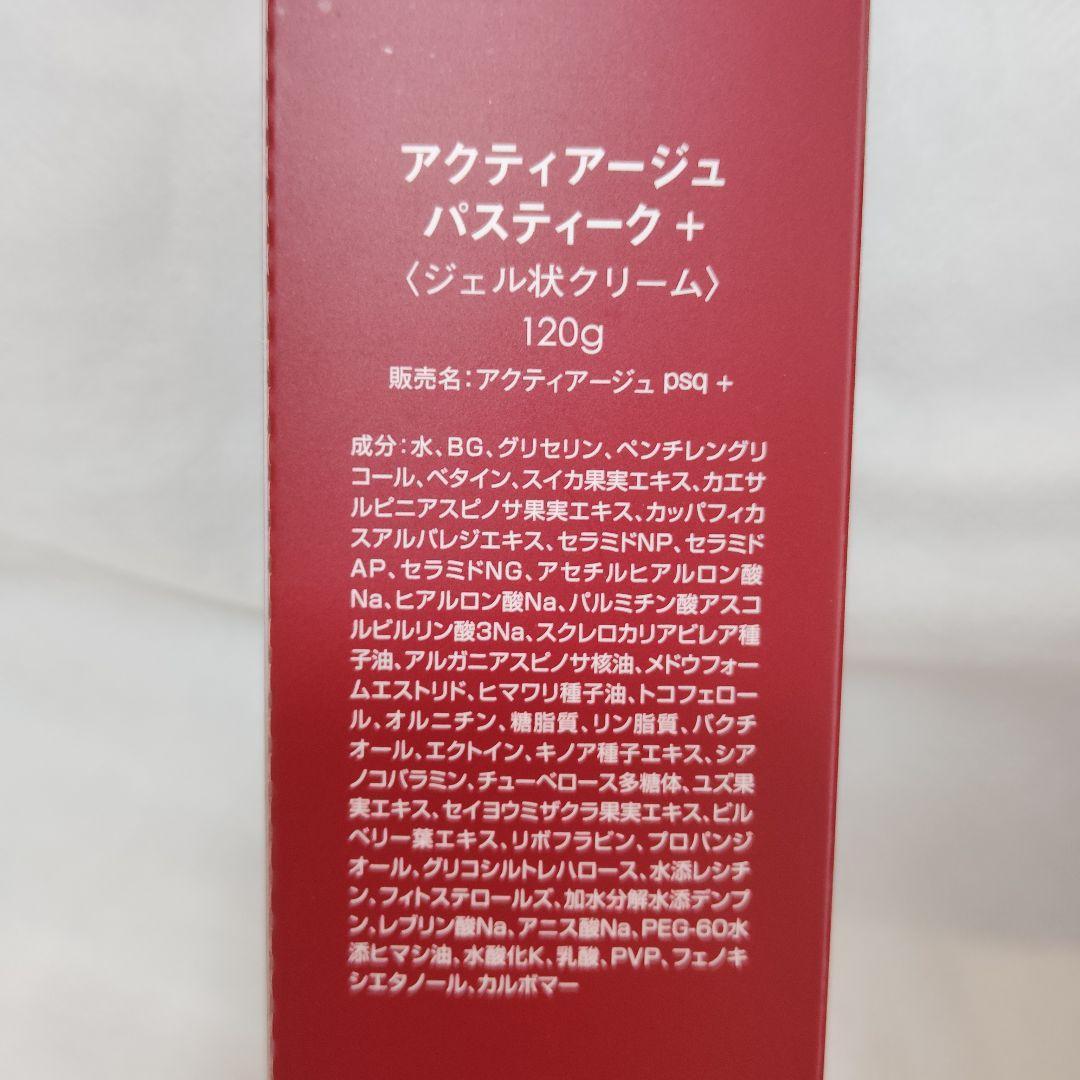 アクティアージュ
パスティーク +
〈ジェル状クリーム〉
120g
販売名：アクティアージュ psq +
成分：水、BG、グリセリン、ペンチレングリ
コール、ベタイン、スイカ果実エキス、カエサ
ルピニアスピノサ果実エキス、カッパフィカ
スアルバレジエキス、セラミドNP、セラミド
AP、セラミドNG、アセチルヒアルロン酸
Na、ヒアルロン酸Na、パルミチン酸アスコ
ルビルリン酸3Na、スクレロカリアビレア種
子油、アルガニアスピノサ核油、メドウフォー
ムエストリド、ヒマワリ種子油、トコフェロー
ル、オルニチン、糖脂質、リン脂質、バクチ
オール、エクトイン、キノア種子エキス、シア
ノコバラミン、チューベロース多糖体、ユズ果
実エキス、セイヨウミザクラ果実エキス、ビル
ベリー葉エキス、リボフラビン、プロパンジ
オール、グリコシルトレハロース、水添レシチ
ン、フィトステロールズ、加水分解水添デンプ
ン、レブリン酸Na、アニス酸Na、PEG-60水
添ヒマシ油、水酸化K、乳酸、PVP、フェノキ
シエタノール、カルボマー